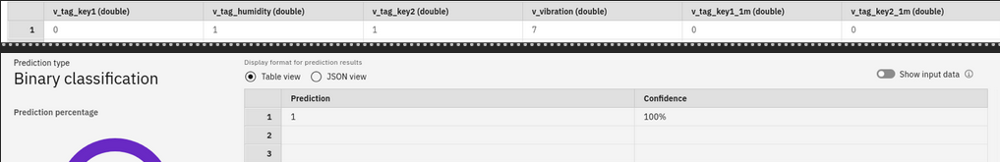 v_tag_key1 (double) v_tag_humidity (double) v_tag_key2 (double) v_vibration (double) v_tag_key1_1m (double) v_tag_key2_1m (double)
1 0 1 1 7 0 0
Prediction type
Binary classification
Prediction percentage
Display format for prediction results
Table view JSON view
Show input data
Prediction Confidence
1 1 100%
2
3